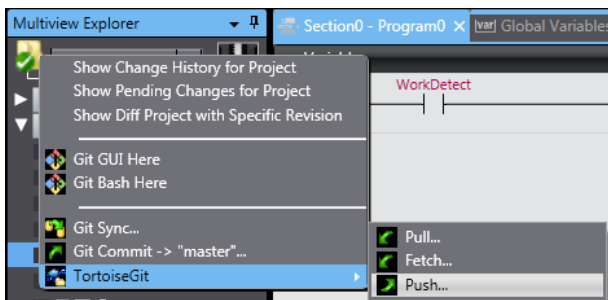 Multiview Explorer
Section0 - Program0
var Global Variables
Show Change History for Project
Show Pending Changes for Project
Show Diff Project with Specific Revision
WorkDetect
Git GUI Here
Git Bash Here
Git Sync...
Git Commit -> "master"...
TortoiseGit
Pull...
Fetch...
Push...